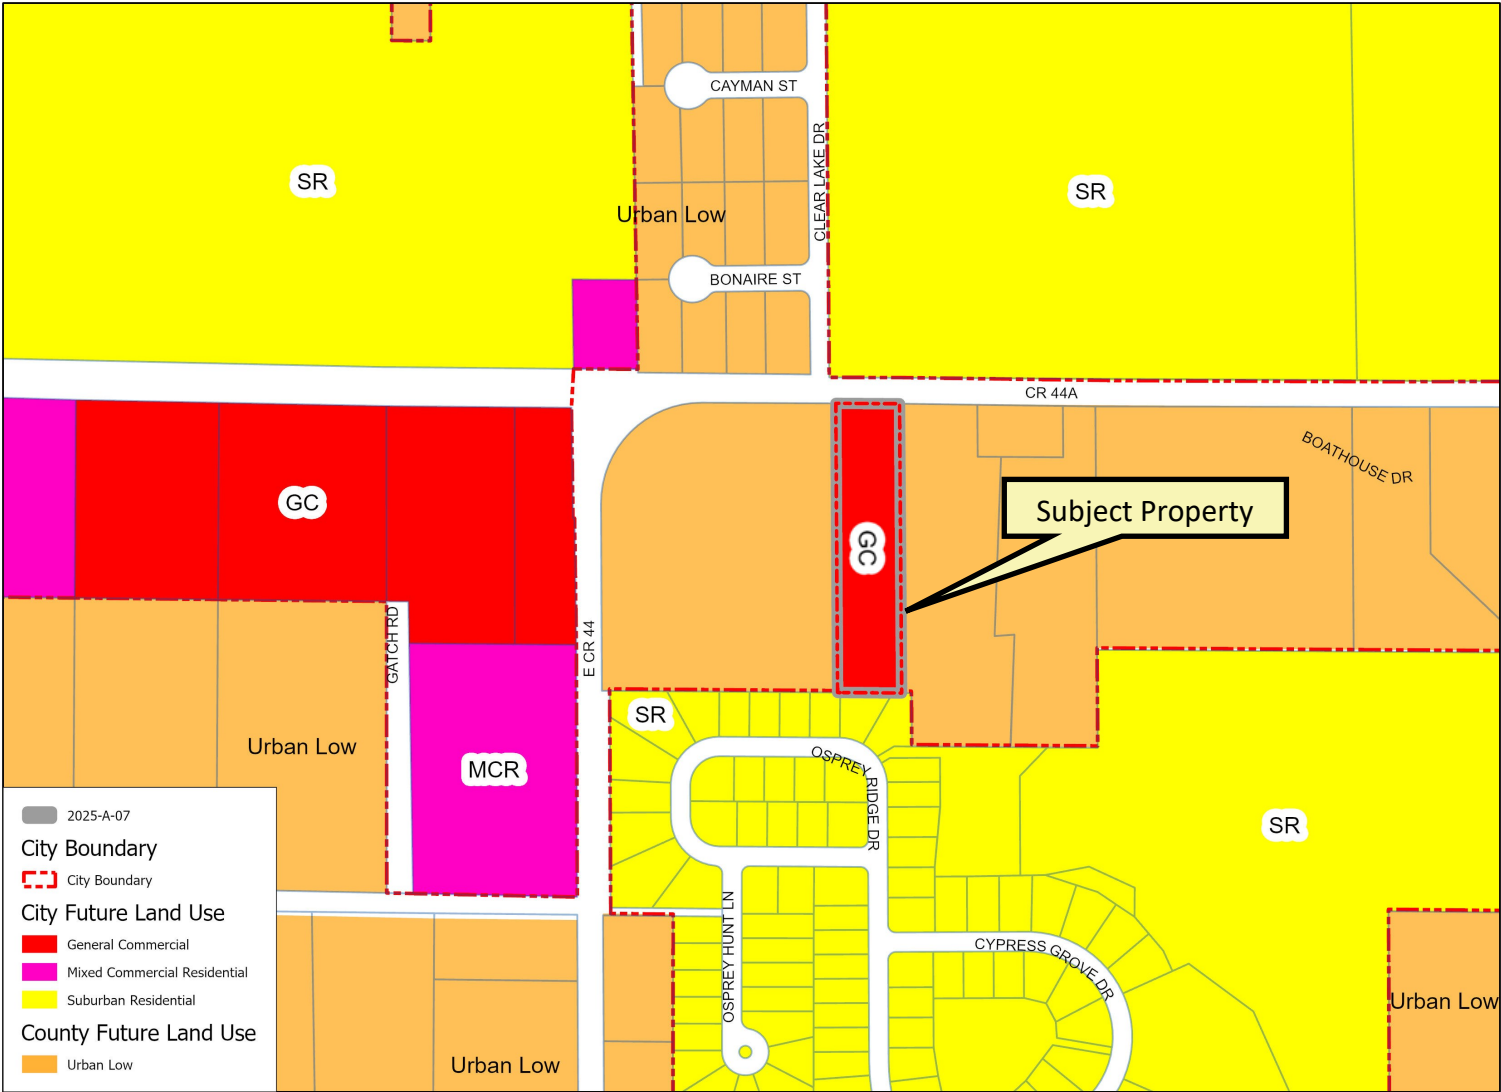 CAYMAN ST
CLEAR LAKE DR
SR
SR
Urban Low
BONAIRE ST
CR 44A
BOATHOUSE DR
GC
Subject Property
GC
GATCH RD
E CR 44
SR
Urban Low
OSPREY RIDGE DR
MCR
SR
OSPREY HUNT LN
CYPRESS GROVE DR
Urban Low
Urban Low
2025-A-07
City Boundary
City Boundary
City Future Land Use
General Commercial
Mixed Commercial Residential
Suburban Residential
County Future Land Use
Urban Low